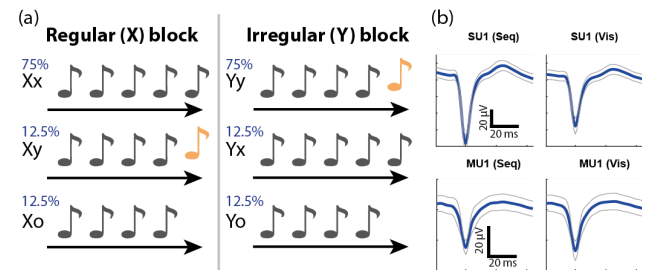 (a)
Regular (X) block
75%
Xx
12.5%
Xy
12.5%
Xo
Irregular (Y) block
75%
Yy
12.5%
Yx
12.5%
Yo
(b)
SU1 (Seq)
SU1 (Vis)
20 μV
20 ms
MU1 (Seq)
MU1 (Vis)
20 μV
20 ms